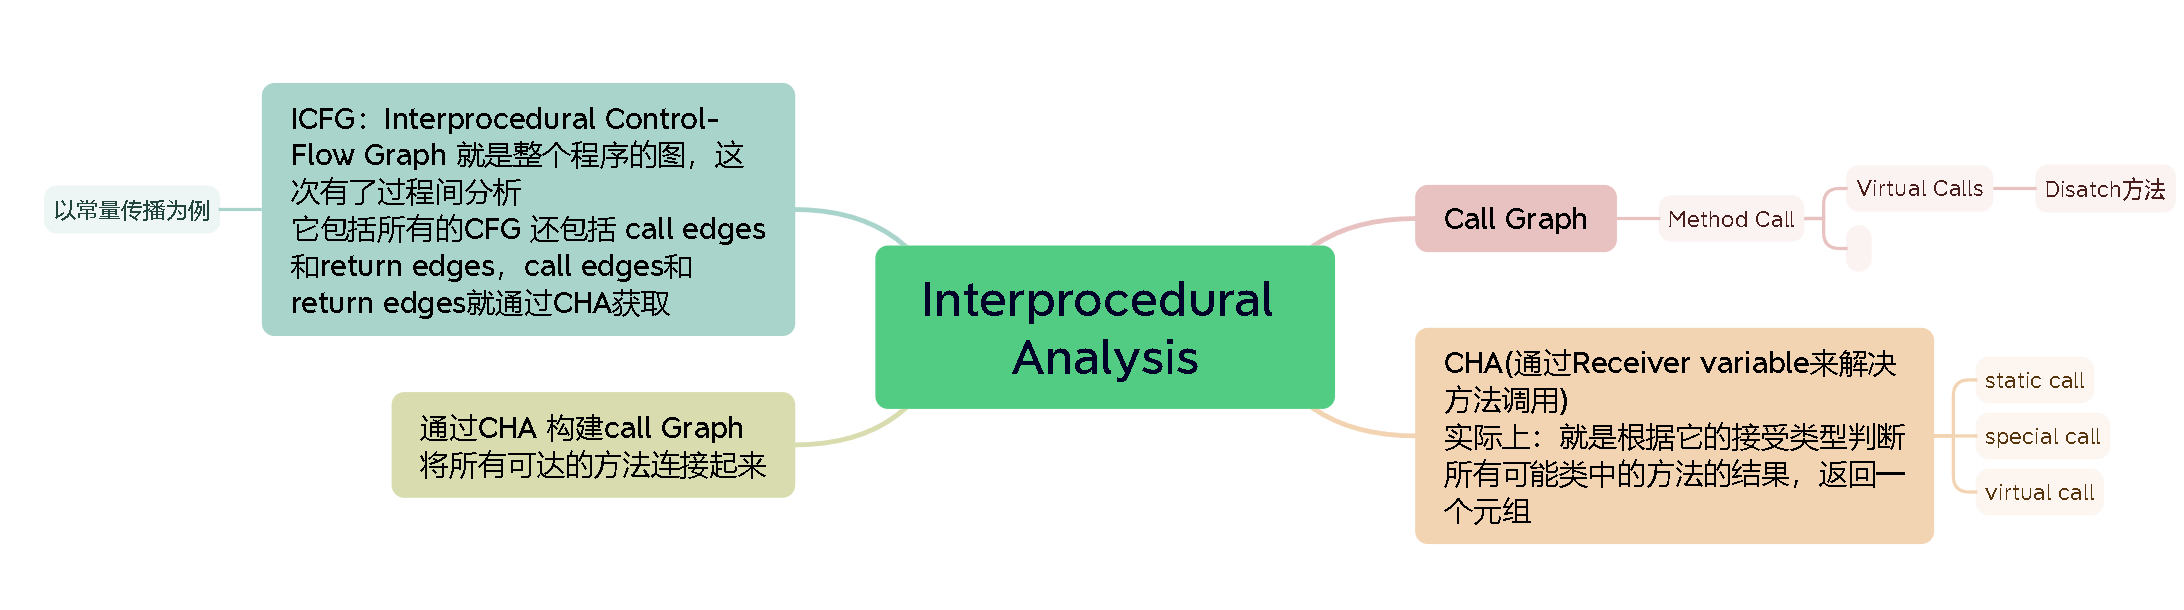 Interprocedural
Analysis
Call Graph
Method Call
Virtual Calls
Disatch方法
CHA(通过Receiver variable来解决
方法调用)
实际上：就是根据它的接受类型判断
所有可能类中的方法的结果，返回一
个元组
static call
special call
virtual call
ICFG：Interprocedural Control-
Flow Graph 就是整个程序的图，这
次有了过程间分析
它包括所有的CFG 还包括 call edges
和return edges，call edges和
return edges就通过CHA获取
以常量传播为例
通过CHA 构建call Graph
将所有可达的方法连接起来